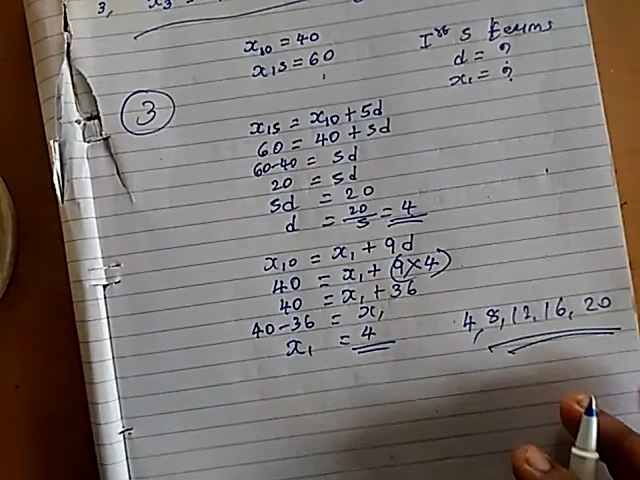 3,
x₁₀ = 40
x₁₅ = 60
Iˢᵗ 5 terms
d = ?
x₁ = ?
3
x₁₅ = x₁₀ + 5d
60 = 40 + 5d
60-40 = 5d
20 = 5d
5d = 20
d = 20/5 = 4
x₁₀ = x₁ + 9d
40 = x₁ + (9×4)
40 = x₁ + 36
40-36 = x₁
x₁ = 4
4, 8, 12, 16, 20